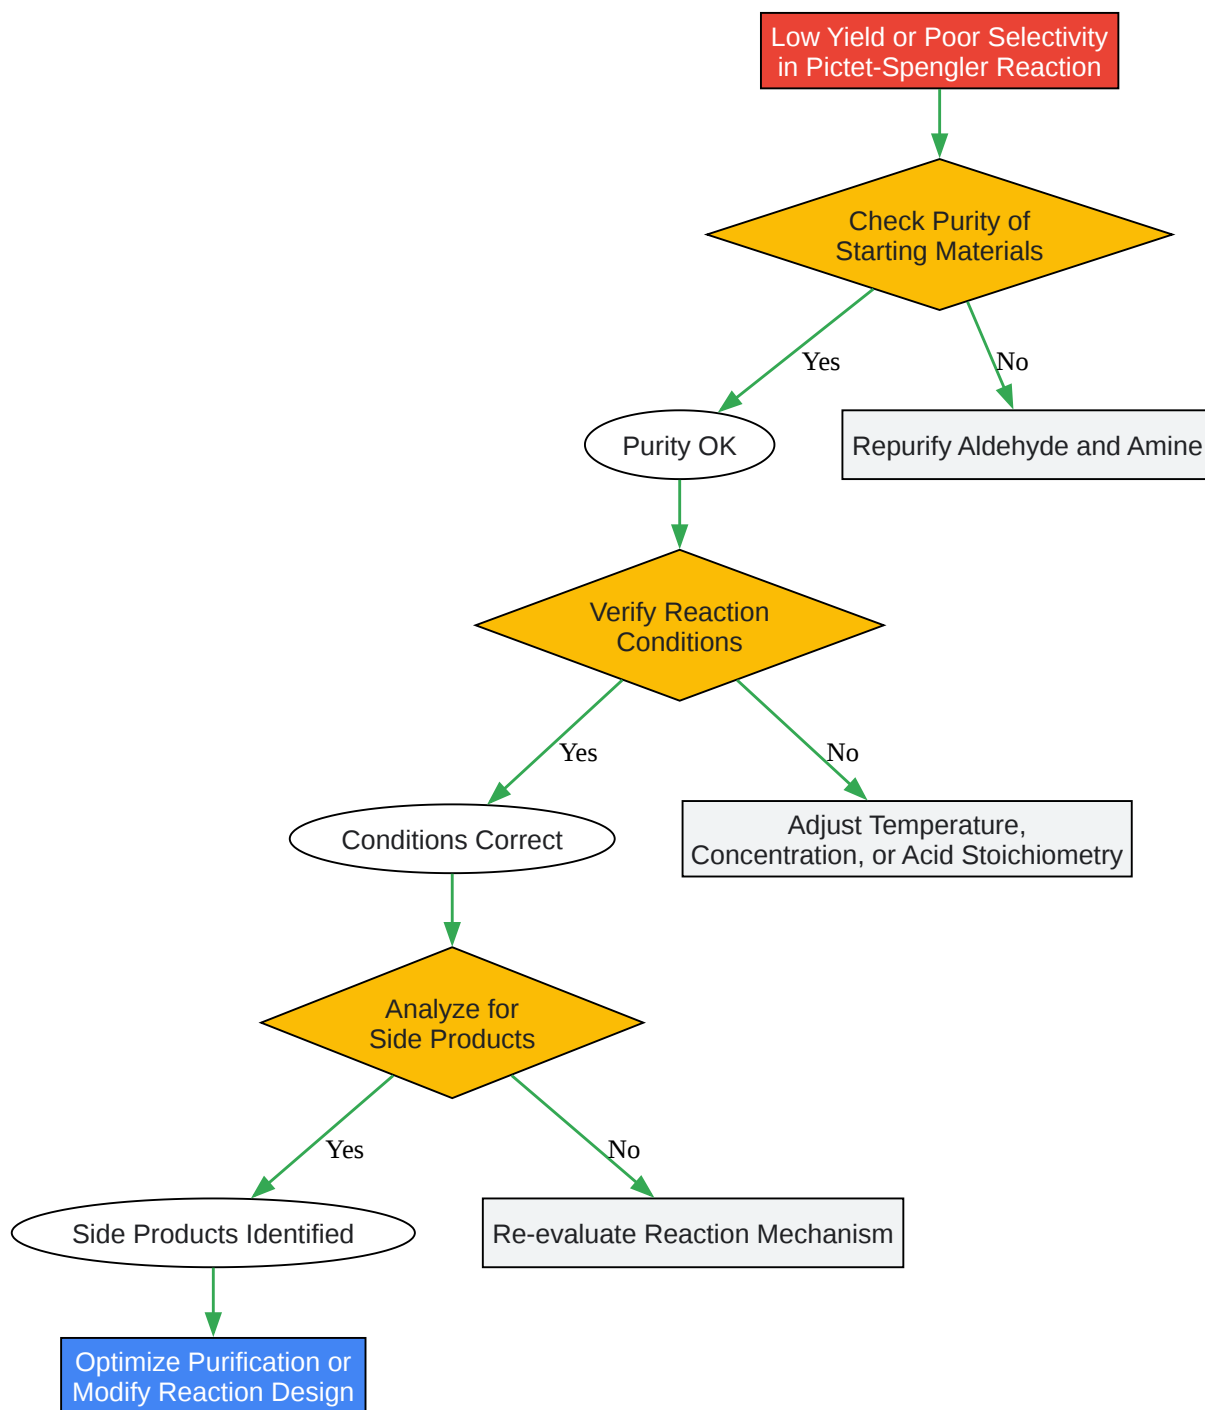 Low Yield or Poor Selectivity
in Pictet-Spengler Reaction
Check Purity of
Starting Materials
Yes
No
Purity OK
Repurify Aldehyde and Amine
Verify Reaction
Conditions
Yes
No
Conditions Correct
Adjust Temperature,
Concentration, or Acid Stoichiometry
Analyze for
Side Products
Yes
No
Side Products Identified
Re-evaluate Reaction Mechanism
Optimize Purification or
Modify Reaction Design